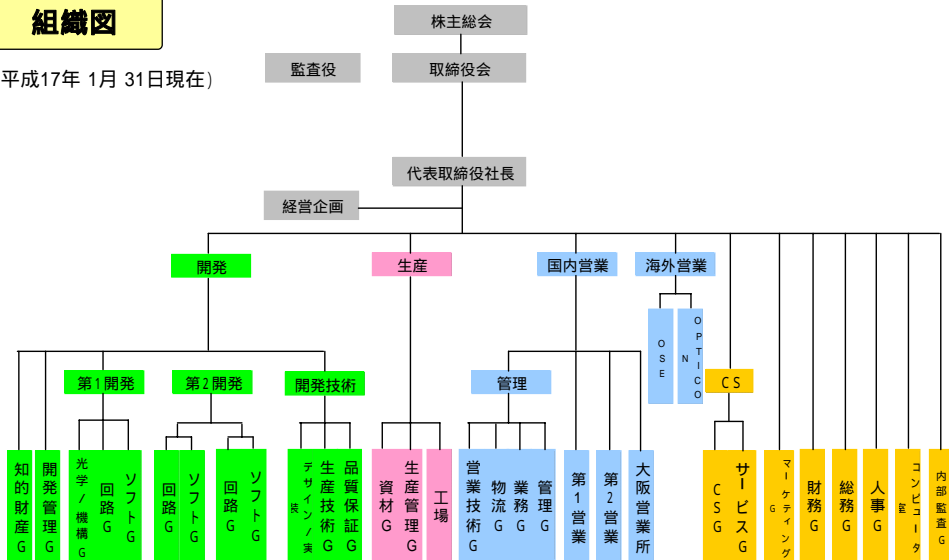 組織図
平成17年 1月 31日現在)
株主総会
監査役
取締役会
代表取締役社長
経営企画
開発
生産
国内営業
海外営業
OSE
OPTICON
第1開発
第2開発
開発技術
管理
CS
知的財産G
開発管理G
光学/機構G
回路G
ソフトG
回路G
ソフトG
回路G
ソフトG
デザイン/実装
生産技術G
品質保証G
資材G
生産管理G
工場
営業技術G
物流G
業務G
管理G
第1営業
第2営業
大阪営業所
CSG
サービスG
マーケティングG
財務G
総務G
人事G
コンピュータ室
内部監査G